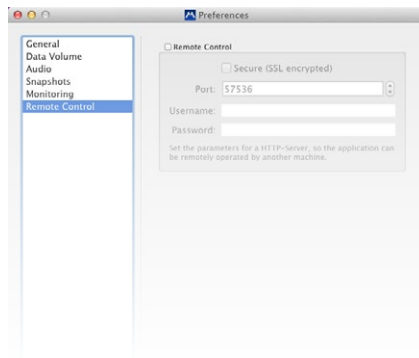 Preferences
General
Data Volume
Audio
Snapshots
Monitoring
Remote Control
Remote Control
Secure (SSL encrypted)
Port: 57536
Username:
Password:
Set the parameters for a HTTP-Server, so the application can
be remotely operated by another machine.